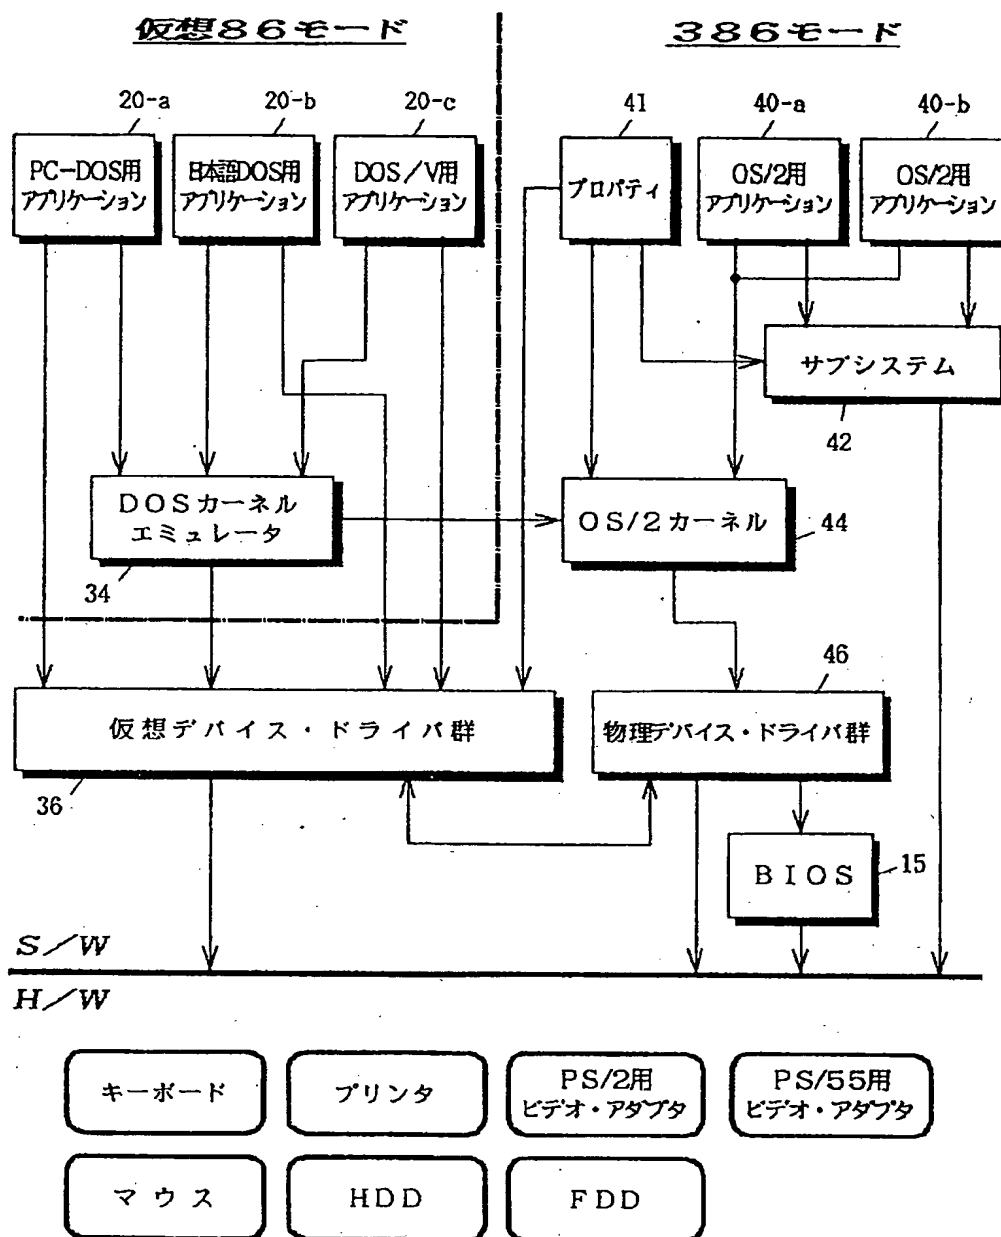 仮想86モード
386モード
20-a
20-b
20-c
41
40-a
40-b
PC-DOS用
アプリケーション
日本語DOS用
アプリケーション
DOS/V用
アプリケーション
プロパティ
OS/2用
アプリケーション
OS/2用
アプリケーション
サブシステム
42
DOSカーネル
エミュレータ
34
OS/2カーネル
44
46
仮想デバイス・ドライバ群
36
物理デバイス・ドライバ群
BIOS
15
S/W
H/W
キーボード
プリンタ
PS/2用
ビデオ・アダプタ
PS/55用
ビデオ・アダプタ
マウス
HDD
FDD